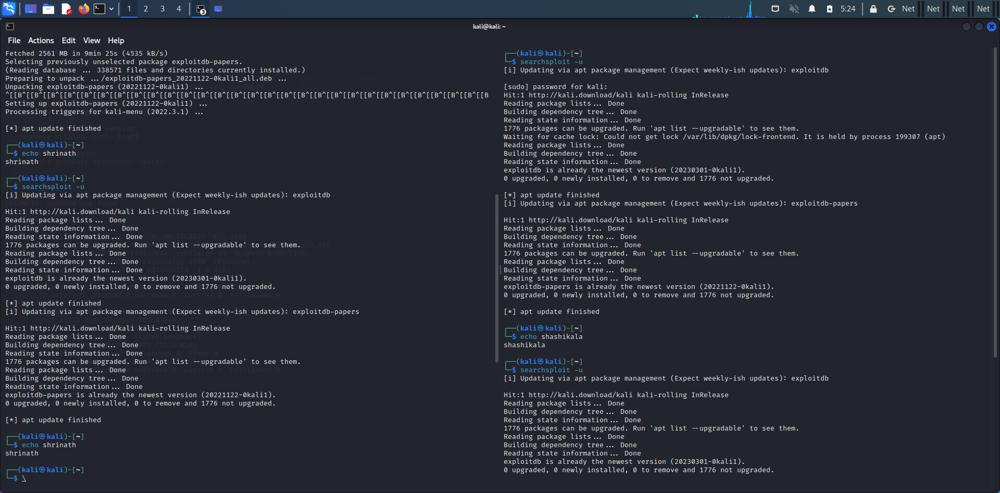 1 2 3 4 3 5:24 Net Net Net Net
kali@kali: ~
File Actions Edit View Help
Fetched 2561 MB in 9min 25s (4535 kB/s)
Selecting previously unselected package exploitdb-papers.
(Reading database ... 338571 files and directories currently installed.)
Preparing to unpack .../exploitdb-papers_20221122-0kali1_all.deb ...
Unpacking exploitdb-papers (20221122-0kali1) ...
^[[B^[[B^[[B^[[B^[[B^[[B^[[B^[[B^[[B^[[B^[[B^[[B^[[B^[[B^[[B^[[B^[[B^[[B^[[B^[[B^[[B^[[B^[[B^[[B^[[B^[[B^[[B^[[B^[[B
Setting up exploitdb-papers (20221122-0kali1) ...
Processing triggers for kali-menu (2022.3.1) ...
[*] apt update finished
┌──(kali㉿kali)-[~]
└─$ echo shrinath
shrinath
┌──(kali㉿kali)-[~]
└─$ searchsploit -u
[i] Updating via apt package management (Expect weekly-ish updates): exploitdb
Hit:1 http://kali.download/kali kali-rolling InRelease
Reading package lists... Done
Building dependency tree... Done
Reading state information... Done
1776 packages can be upgraded. Run 'apt list --upgradable' to see them.
Reading package lists... Done
Building dependency tree... Done
Reading state information... Done
exploitdb is already the newest version (20230301-0kali1).
0 upgraded, 0 newly installed, 0 to remove and 1776 not upgraded.
[*] apt update finished
[i] Updating via apt package management (Expect weekly-ish updates): exploitdb-papers
Hit:1 http://kali.download/kali kali-rolling InRelease
Reading package lists... Done
Building dependency tree... Done
Reading state information... Done
1776 packages can be upgraded. Run 'apt list --upgradable' to see them.
Reading package lists... Done
Building dependency tree... Done
Reading state information... Done
exploitdb-papers is already the newest version (20221122-0kali1).
0 upgraded, 0 newly installed, 0 to remove and 1776 not upgraded.
[*] apt update finished
┌──(kali㉿kali)-[~]
└─$ echo shrinath
shrinath
┌──(kali㉿kali)-[~]
└─$ \
┌──(kali㉿kali)-[~]
└─$ searchsploit -u
[i] Updating via apt package management (Expect weekly-ish updates): exploitdb
[sudo] password for kali:
Hit:1 http://kali.download/kali kali-rolling InRelease
Reading package lists... Done
Building dependency tree... Done
Reading state information... Done
1776 packages can be upgraded. Run 'apt list --upgradable' to see them.
Waiting for cache lock: Could not get lock /var/lib/dpkg/lock-frontend. It is held by process 199307 (apt)
Reading package lists... Done
Building dependency tree... Done
Reading state information... Done
exploitdb is already the newest version (20230301-0kali1).
0 upgraded, 0 newly installed, 0 to remove and 1776 not upgraded.
[*] apt update finished
[i] Updating via apt package management (Expect weekly-ish updates): exploitdb-papers
Hit:1 http://kali.download/kali kali-rolling InRelease
Reading package lists... Done
Building dependency tree... Done
Reading state information... Done
1776 packages can be upgraded. Run 'apt list --upgradable' to see them.
Reading package lists... Done
Building dependency tree... Done
Reading state information... Done
exploitdb-papers is already the newest version (20221122-0kali1).
0 upgraded, 0 newly installed, 0 to remove and 1776 not upgraded.
[*] apt update finished
┌──(kali㉿kali)-[~]
└─$ echo shashikala
shashikala
┌──(kali㉿kali)-[~]
└─$ searchsploit -u
[i] Updating via apt package management (Expect weekly-ish updates): exploitdb
Hit:1 http://kali.download/kali kali-rolling InRelease
Reading package lists... Done
Building dependency tree... Done
Reading state information... Done
1776 packages can be upgraded. Run 'apt list --upgradable' to see them.
Reading package lists... Done
Building dependency tree... Done
Reading state information... Done
exploitdb is already the newest version (20230301-0kali1).
0 upgraded, 0 newly installed, 0 to remove and 1776 not upgraded.